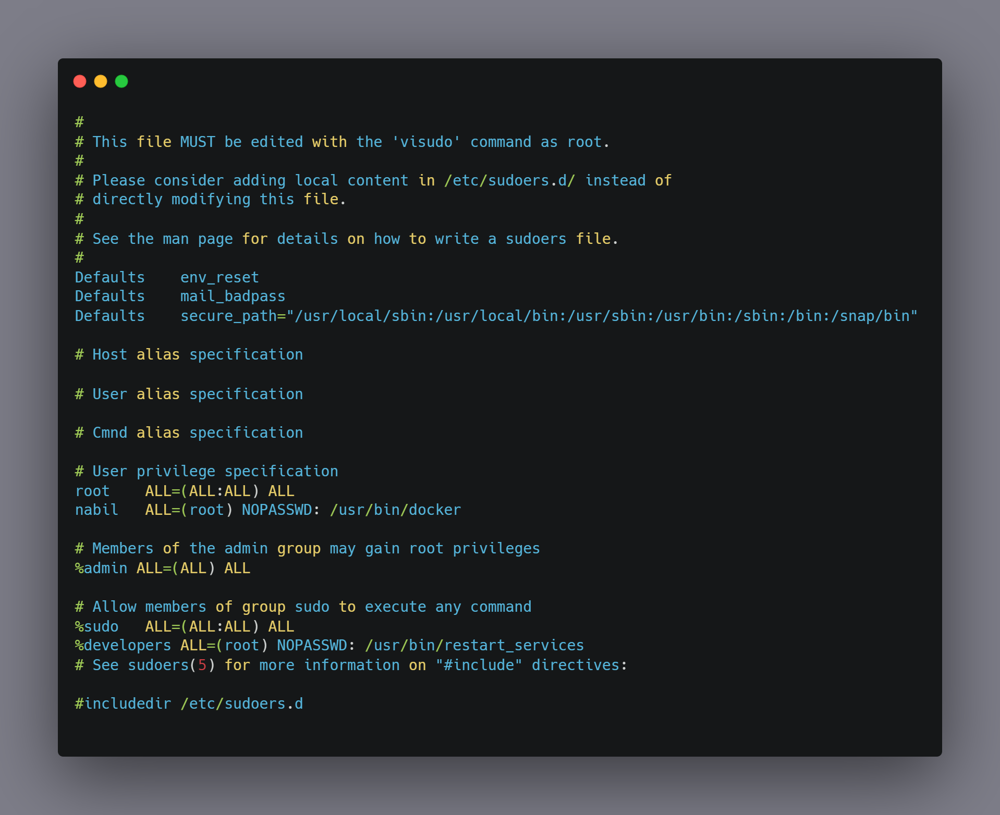 #
# This file MUST be edited with the 'visudo' command as root.
#
# Please consider adding local content in /etc/sudoers.d/ instead of
# directly modifying this file.
#
# See the man page for details on how to write a sudoers file.
#
Defaults    env_reset
Defaults    mail_badpass
Defaults    secure_path="/usr/local/sbin:/usr/local/bin:/usr/sbin:/usr/bin:/sbin:/bin:/snap/bin"

# Host alias specification

# User alias specification

# Cmnd alias specification

# User privilege specification
root    ALL=(ALL:ALL) ALL
nabil   ALL=(root) NOPASSWD: /usr/bin/docker

# Members of the admin group may gain root privileges
%admin ALL=(ALL) ALL

# Allow members of group sudo to execute any command
%sudo   ALL=(ALL:ALL) ALL
%developers ALL=(root) NOPASSWD: /usr/bin/restart_services
# See sudoers(5) for more information on "#include" directives:

#includedir /etc/sudoers.d